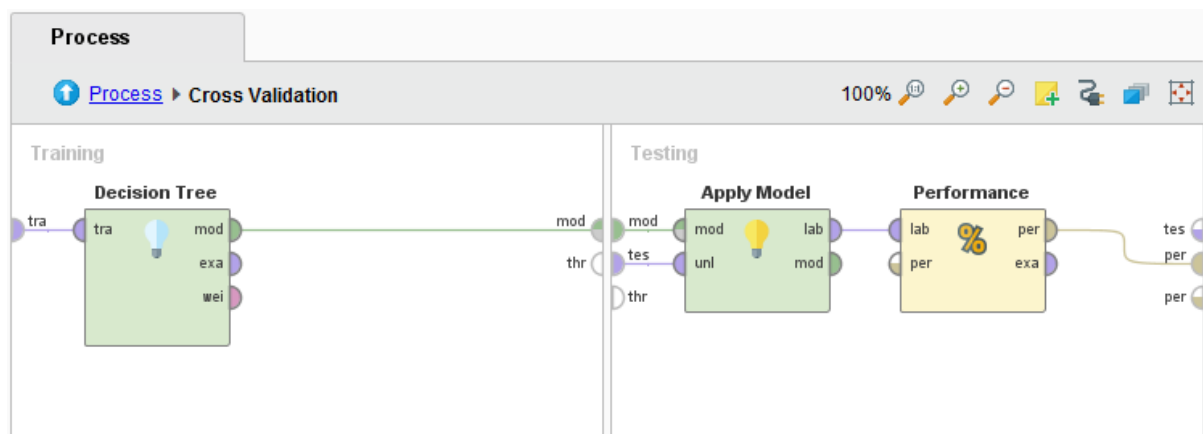 Process
Process Cross Validation
100%
Training
Testing
Decision Tree
Apply Model
Performance
tra
tra
mod
exa
wei
mod
thr
mod
tes
thr
mod
unl
lab
mod
lab
per
%
per
exa
tes
per
per